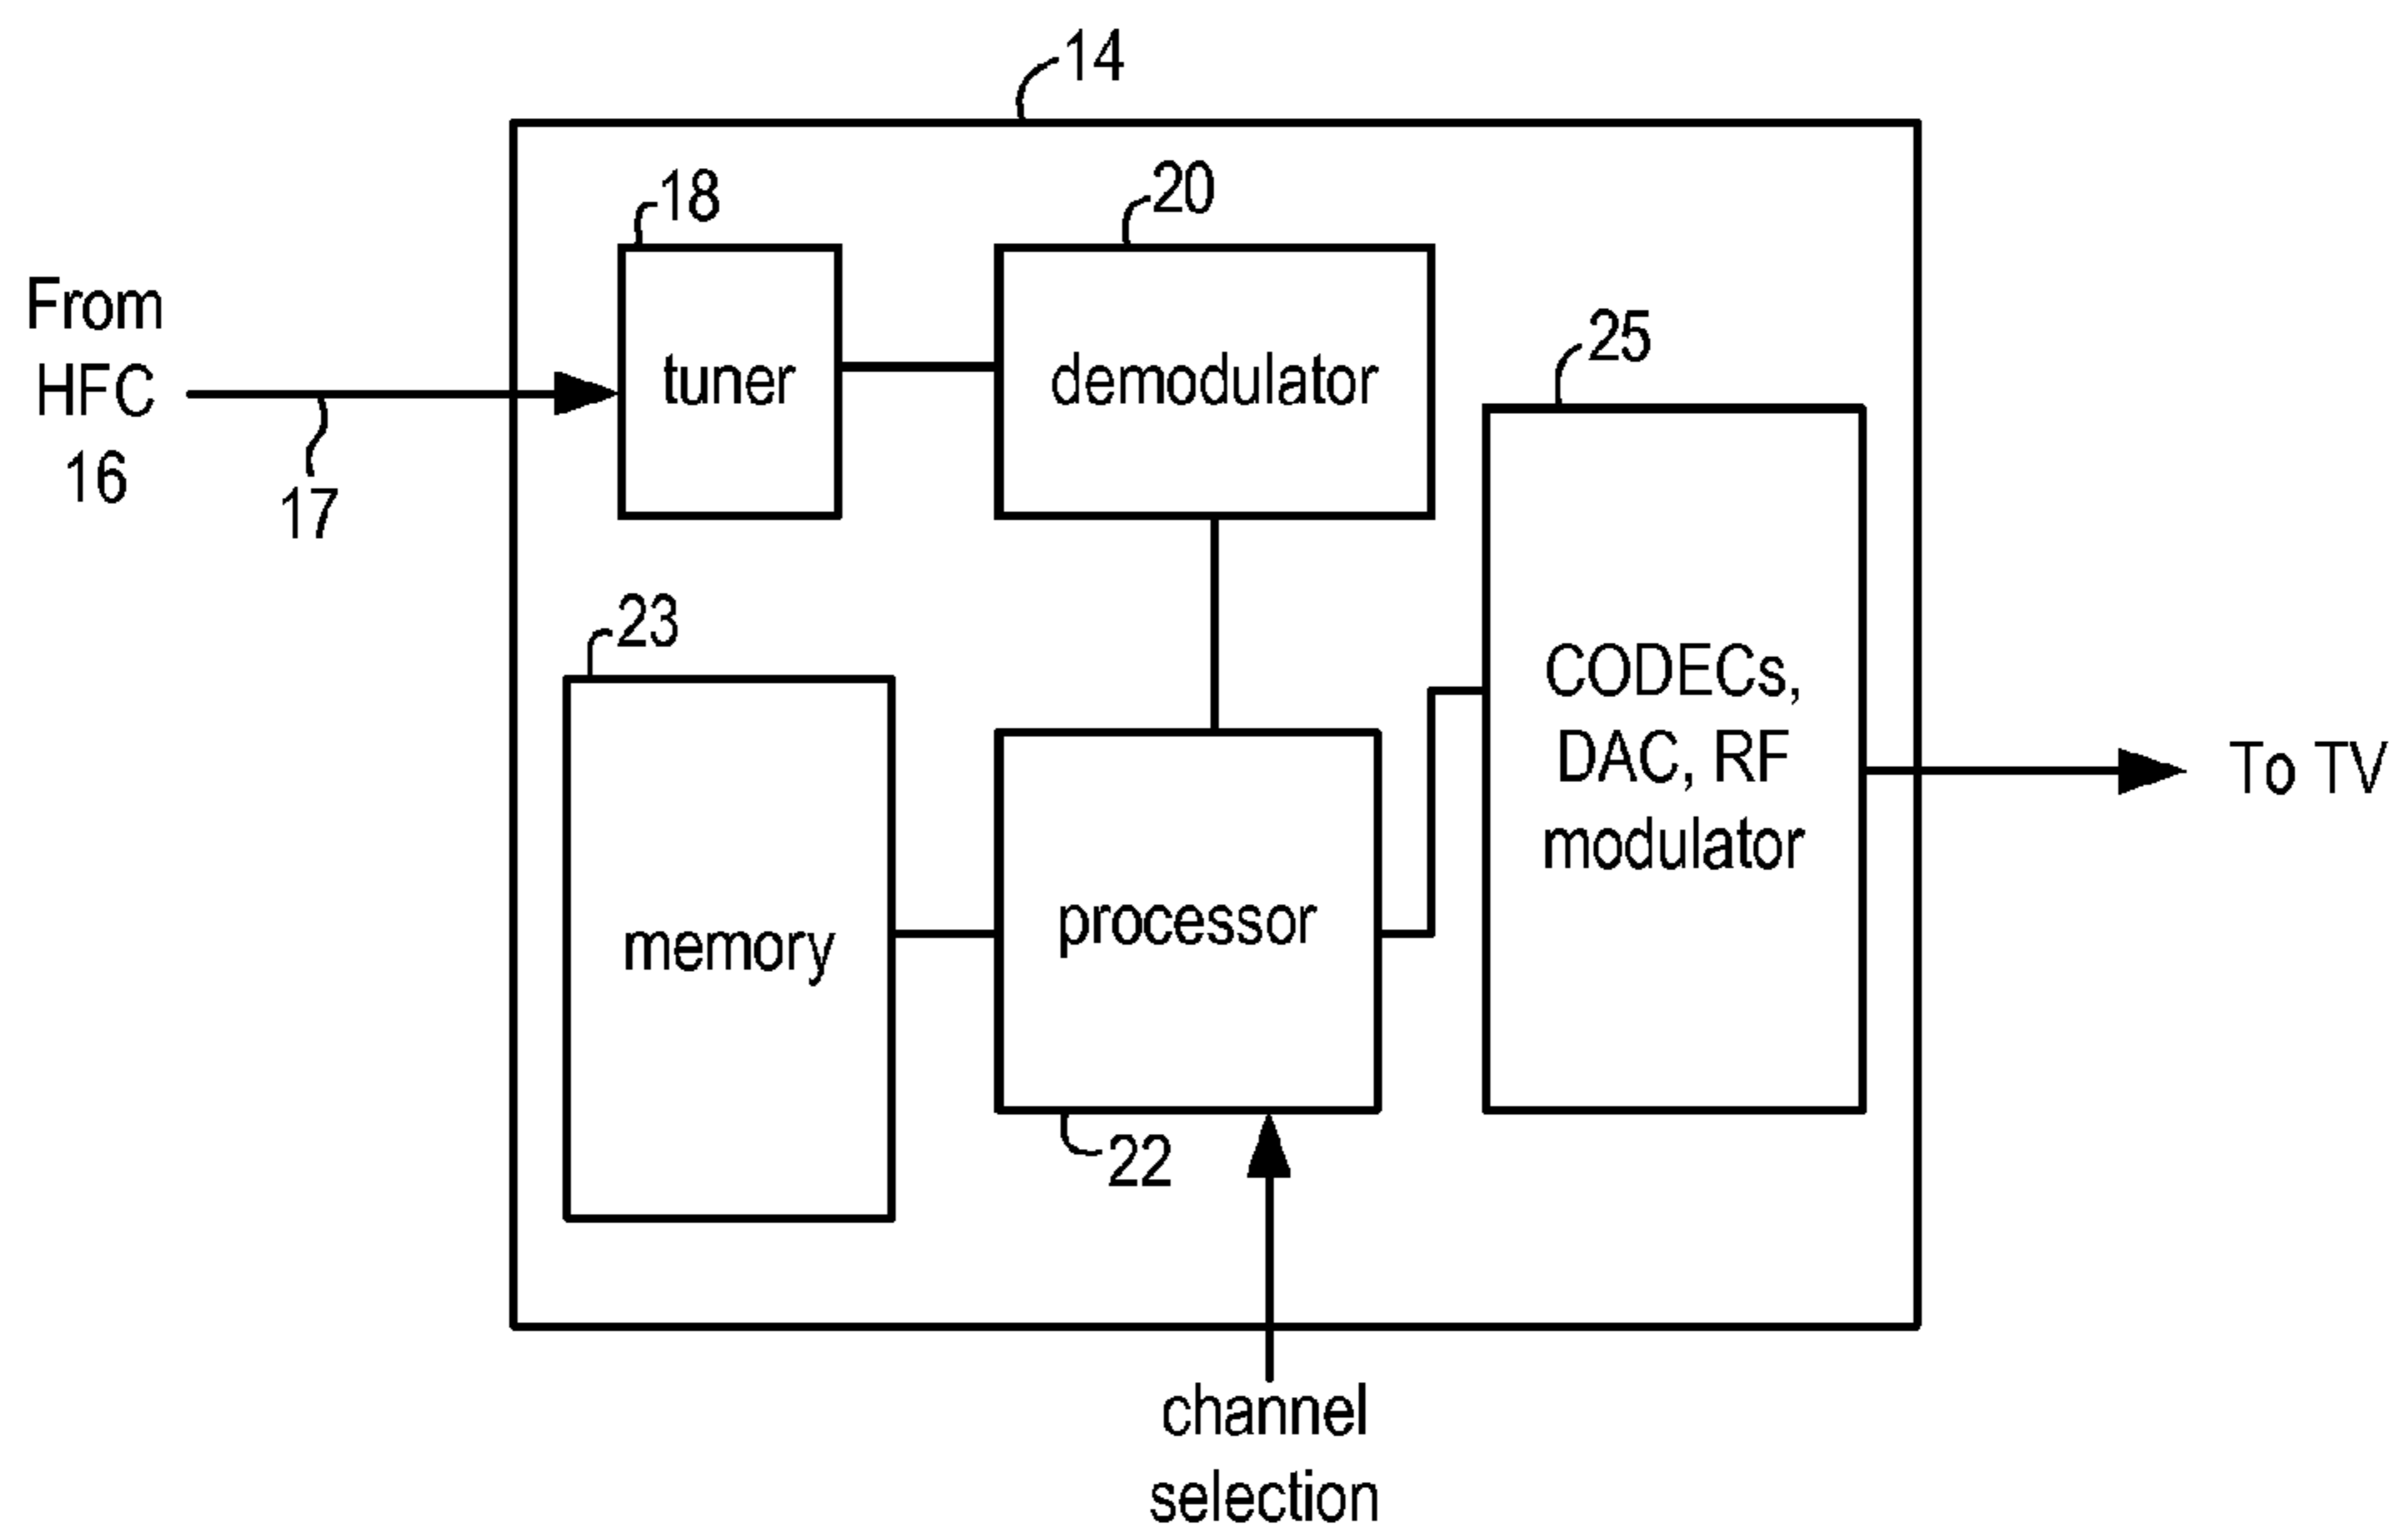 14
18
20
From
HFC
16
17
tuner
demodulator
25
23
CODECs,
DAC, RF
modulator
To TV
memory
processor
22
channel
selection